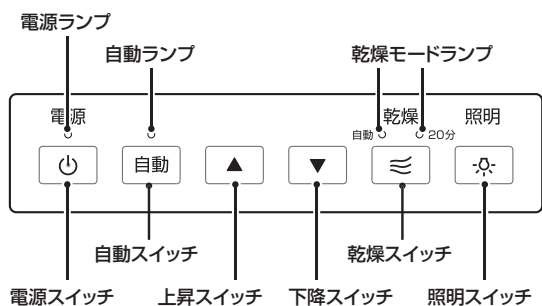 電源ランプ
自動ランプ
乾燥モードランプ
電源
乾燥
照明
自動
20分
自動
自動スイッチ
乾燥スイッチ
電源スイッチ
上昇スイッチ
下降スイッチ
照明スイッチ